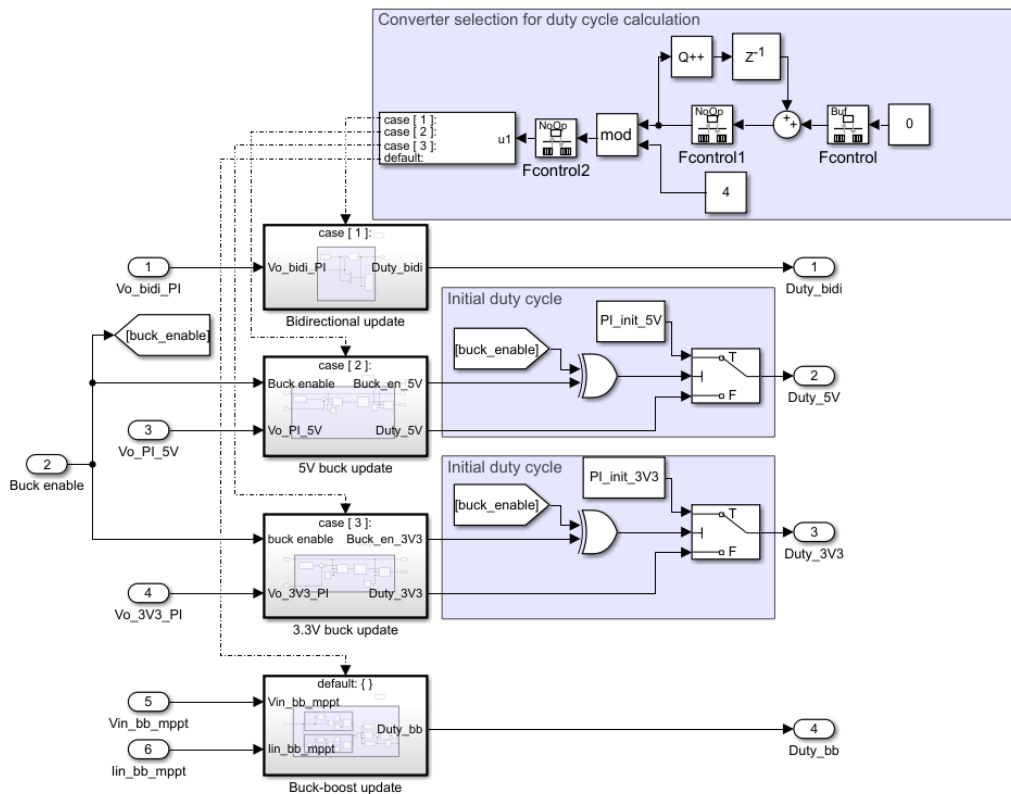 Converter selection for duty cycle calculation
Q++
Z-1
case [ 1 ]:
case [ 2 ]:
case [ 3 ]:
default:
u1
NoOp
Fcontrol2
mod
NoOp
Fcontrol1
+
+
Buf
Fcontrol
0
4
case [ 1 ]:
1
Vo_bidi_PI
Vo_bidi_PI
Duty_bidi
1
Duty_bidi
Bidirectional update
[buck_enable]
Initial duty cycle
PI_init_5V
[buck_enable]
case [ 2 ]:
Buck enable
Buck_en_5V
T
F
2
Duty_5V
3
Vo_PI_5V
Vo_PI_5V
Duty_5V
5V buck update
2
Buck enable
Initial duty cycle
PI_init_3V3
[buck_enable]
case [ 3 ]:
buck enable
Buck_en_3V3
T
F
3
Duty_3V3
4
Vo_3V3_PI
Vo_3V3_PI
Duty_3V3
3.3V buck update
default: { }
5
Vin_bb_mppt
Vin_bb_mppt
Duty_bb
4
Duty_bb
6
Iin_bb_mppt
Iin_bb_mppt
Buck-boost update